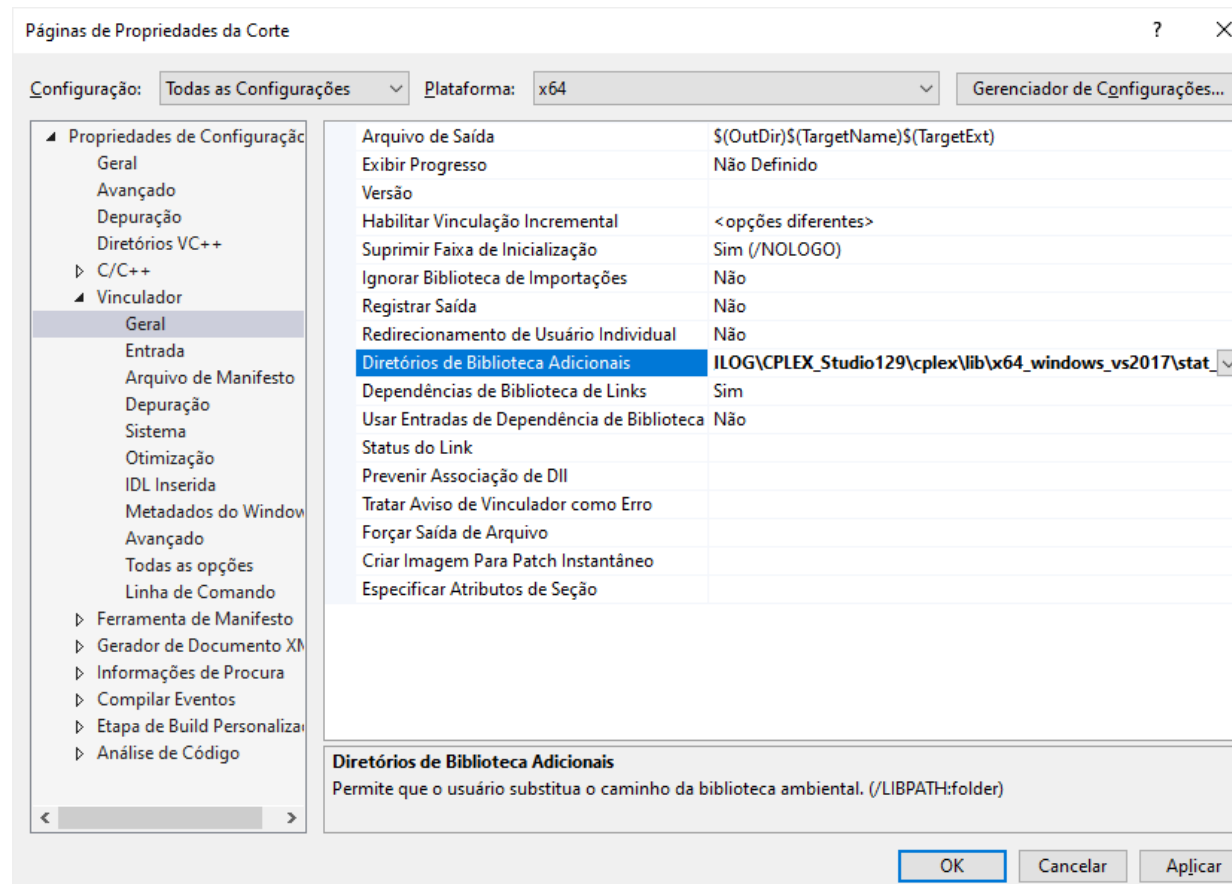 Páginas de Propriedades da Corte
?
Configuração: Todas as Configurações Plataforma: x64 Gerenciador de Configurações...
Propriedades de Configuraçãc
Geral
Avançado
Depuração
Diretórios VC++
C/C++
Vinculador
Geral
Entrada
Arquivo de Manifesto
Depuração
Sistema
Otimização
IDL Inserida
Metadados do Window
Avançado
Todas as opções
Linha de Comando
Ferramenta de Manifesto
Gerador de Documento XM
Informações de Procura
Compilar Eventos
Etapa de Build Personaliza
Análise de Código
Arquivo de Saída $(OutDir)$(TargetName)$(TargetExt)
Exibir Progresso Não Definido
Versão
Habilitar Vinculação Incremental <opções diferentes>
Suprimir Faixa de Inicialização Sim (/NOLOGO)
Ignorar Biblioteca de Importações Não
Registrar Saída Não
Redirecionamento de Usuário Individual Não
Diretórios de Biblioteca Adicionais ILOG\CPLEX_Studio129\cplex\lib\x64_windows_vs2017\stat_
Dependências de Biblioteca de Links Sim
Usar Entradas de Dependência de Biblioteca Não
Status do Link
Prevenir Associação de Dll
Tratar Aviso de Vinculador como Erro
Forçar Saída de Arquivo
Criar Imagem Para Patch Instantâneo
Especificar Atributos de Seção
Diretórios de Biblioteca Adicionais
Permite que o usuário substitua o caminho da biblioteca ambiental. (/LIBPATH:folder)
OK Cancelar Aplicar